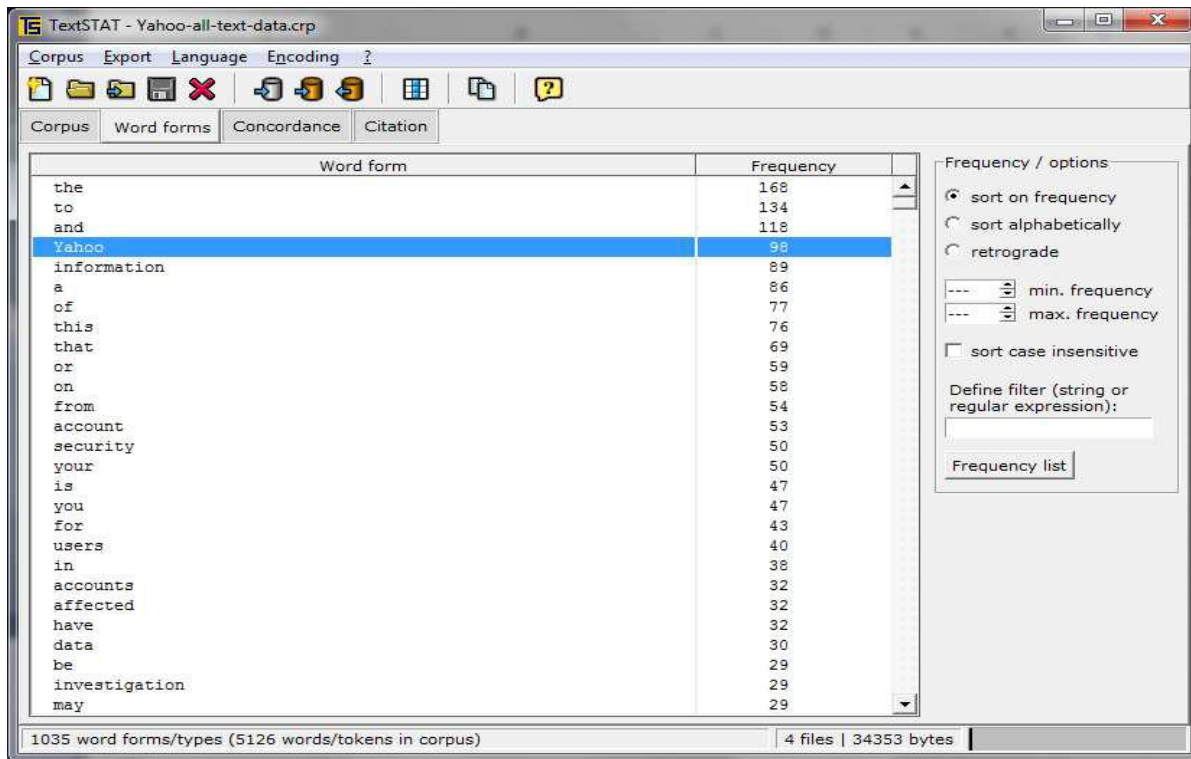 TextSTAT - Yahoo-all-text-data.crp
Corpus Export Language Encoding ?
Corpus Word forms Concordance Citation
Word form Frequency
the 168
to 134
and 118
Yahoo 98
information 89
a 86
of 77
this 76
that 69
or 59
on 58
from 54
account 53
security 50
your 50
is 47
you 47
for 43
users 40
in 38
accounts 32
affected 32
have 32
data 30
be 29
investigation 29
may 29
Frequency / options
sort on frequency
sort alphabetically
retrograde
--- min. frequency
--- max. frequency
sort case insensitive
Define filter (string or
regular expression):
Frequency list
1035 word forms/types (5126 words/tokens in corpus) 4 files | 34353 bytes